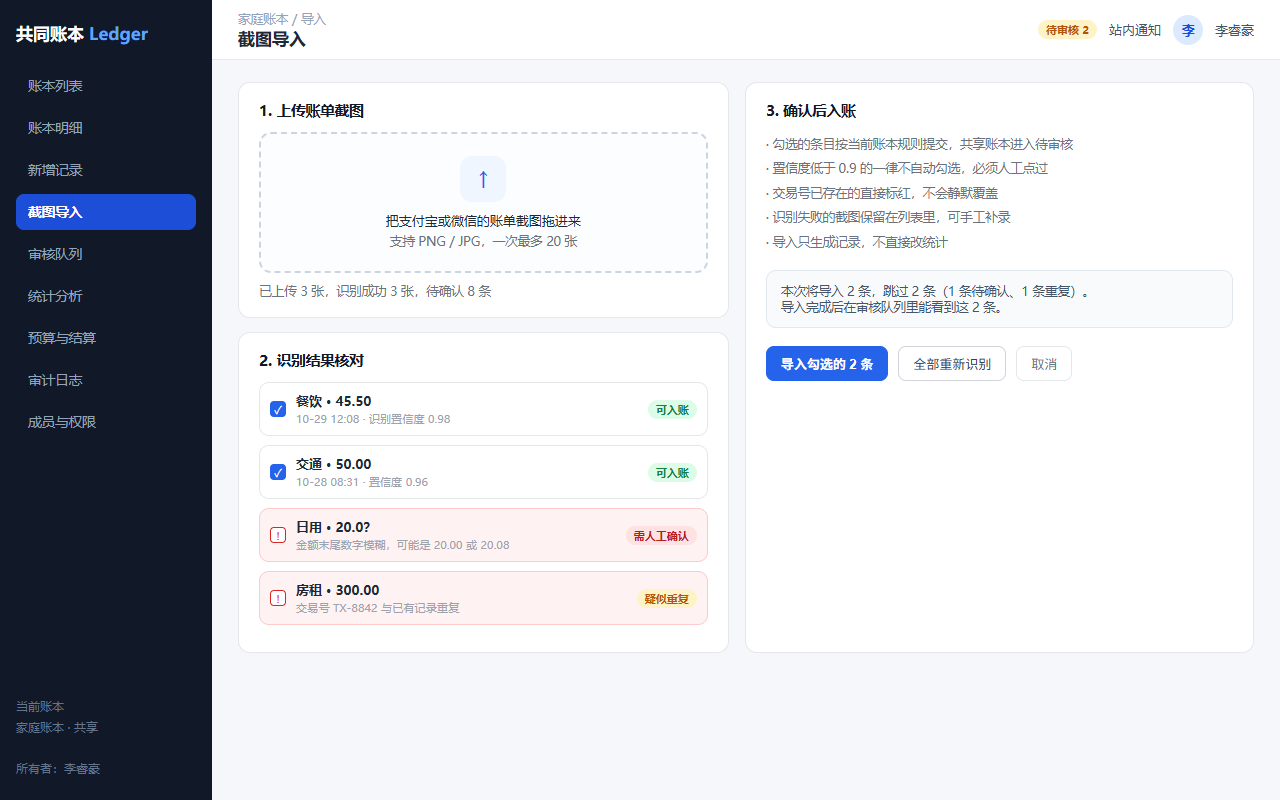 共同账本 Ledger
账本列表
账本明细
新增记录
截图导入
审核队列
统计分析
预算与结算
审计日志
成员与权限
当前账本
家庭账本 · 共享
所有者：李睿豪
家庭账本 / 导入
截图导入
待审核 2
站内通知
李
李睿豪
1. 上传账单截图
↑
把支付宝或微信的账单截图拖进来
支持 PNG / JPG，一次最多 20 张
已上传 3 张，识别成功 3 张，待确认 8 条
2. 识别结果核对
✓
餐饮 • 45.50
10-29 12:08 · 识别置信度 0.98
可入账
✓
交通 • 50.00
10-28 08:31 · 置信度 0.96
可入账
!
日用 • 20.0?
金额末尾数字模糊，可能是 20.00 或 20.08
需人工确认
!
房租 • 300.00
交易号 TX-8842 与已有记录重复
疑似重复
3. 确认后入账
· 勾选的条目按当前账本规则提交，共享账本进入待审核
· 置信度低于 0.9 的一律不自动勾选，必须人工点过
· 交易号已存在的直接标红，不会静默覆盖
· 识别失败的截图保留在列表里，可手工补录
· 导入只生成记录，不直接改统计
本次将导入 2 条，跳过 2 条（1 条待确认、1 条重复）。
导入完成后在审核队列里能看到这 2 条。
导入勾选的 2 条
全部重新识别
取消